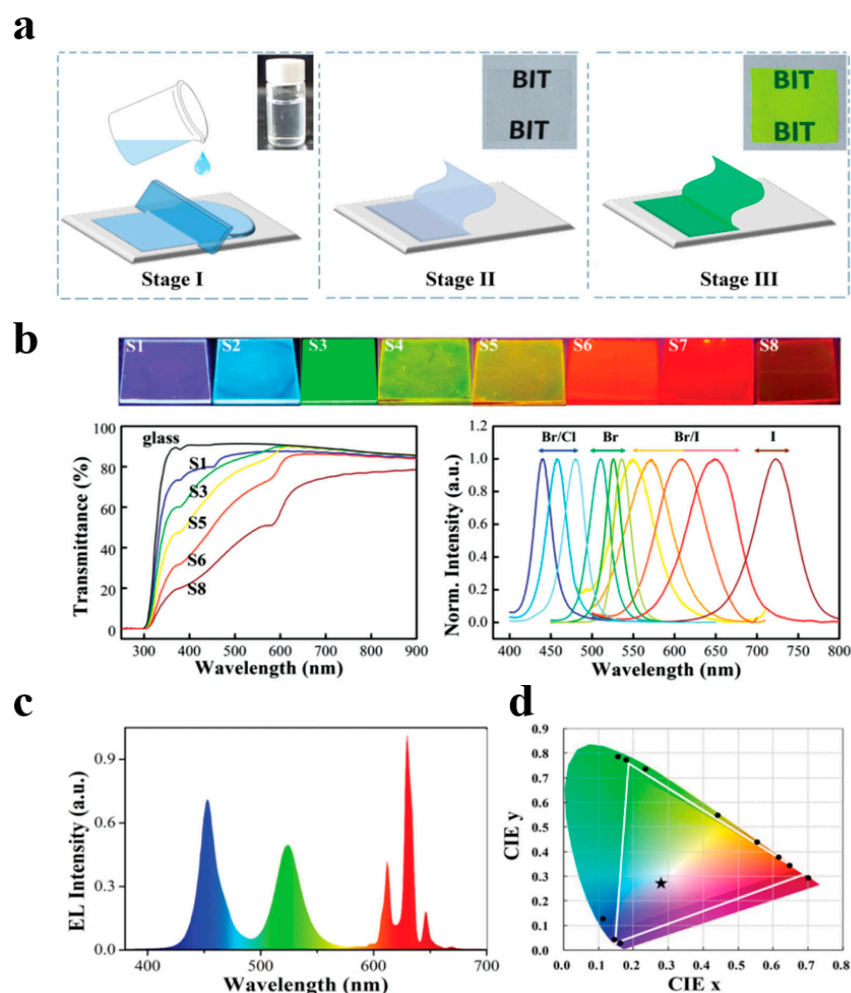 a
BIT
BIT
BIT
BIT
Stage I
Stage II
Stage III
b
S1 S2 S3 S4 S5 S6 S7 S8
Transmittance (%)
100
80
60
40
20
0
glass
S1
S3
S5
S6
S8
300 400 500 600 700 800 900
Wavelength (nm)
Norm. Intensity (a.u.)
1.2
1.0
0.8
0.6
0.4
0.2
0.0
Br/Cl Br Br/I I
400 450 500 550 600 650 700 750 800
Wavelength (nm)
c
EL Intensity (a.u.)
0.9
0.6
0.3
0.0
400 500 600 700
Wavelength (nm)
d
CIE y
0.9
0.8
0.7
0.6
0.5
0.4
0.3
0.2
0.1
0.0
0.0 0.1 0.2 0.3 0.4 0.5 0.6 0.7 0.8
CIE x